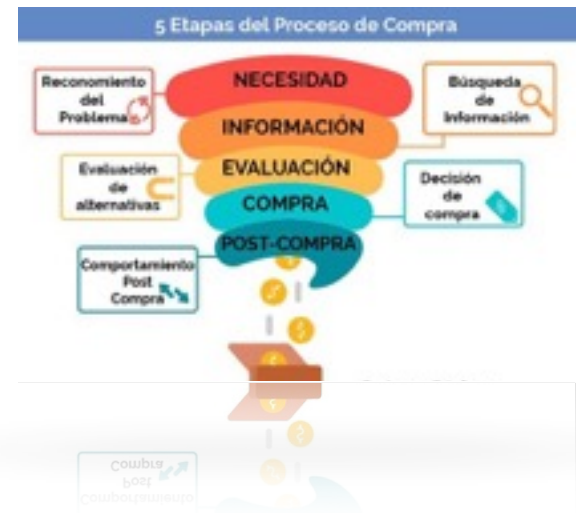 5 Etapas del Proceso de Compra
Reconomiento
del
Problema
NECESIDAD
Búsqueda
de
Información
INFORMACIÓN
Evaluación
de
alternativas
EVALUACIÓN
Decisión
de
compra
COMPRA
POST-COMPRA
Comportamiento
Post
Compra